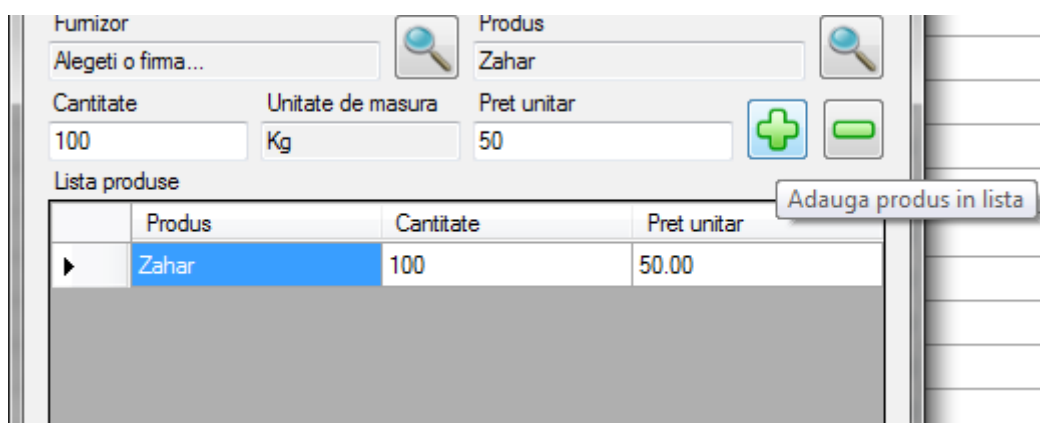 Furnizor Produs
Alegeti o firma... Zahar
Cantitate Unitate de masura Pret unitar
100 Kg 50
Lista produse
Adauga produs in lista
Produs Cantitate Pret unitar
Zahar 100 50.00